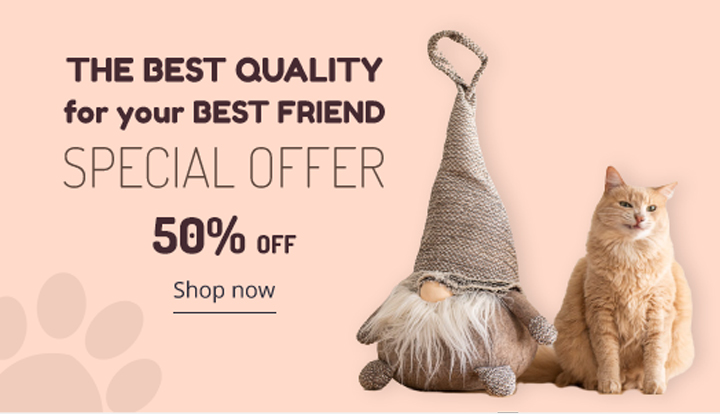 THE BEST QUALITY
for your BEST FRIEND
SPECIAL OFFER
50% OFF
Shop now